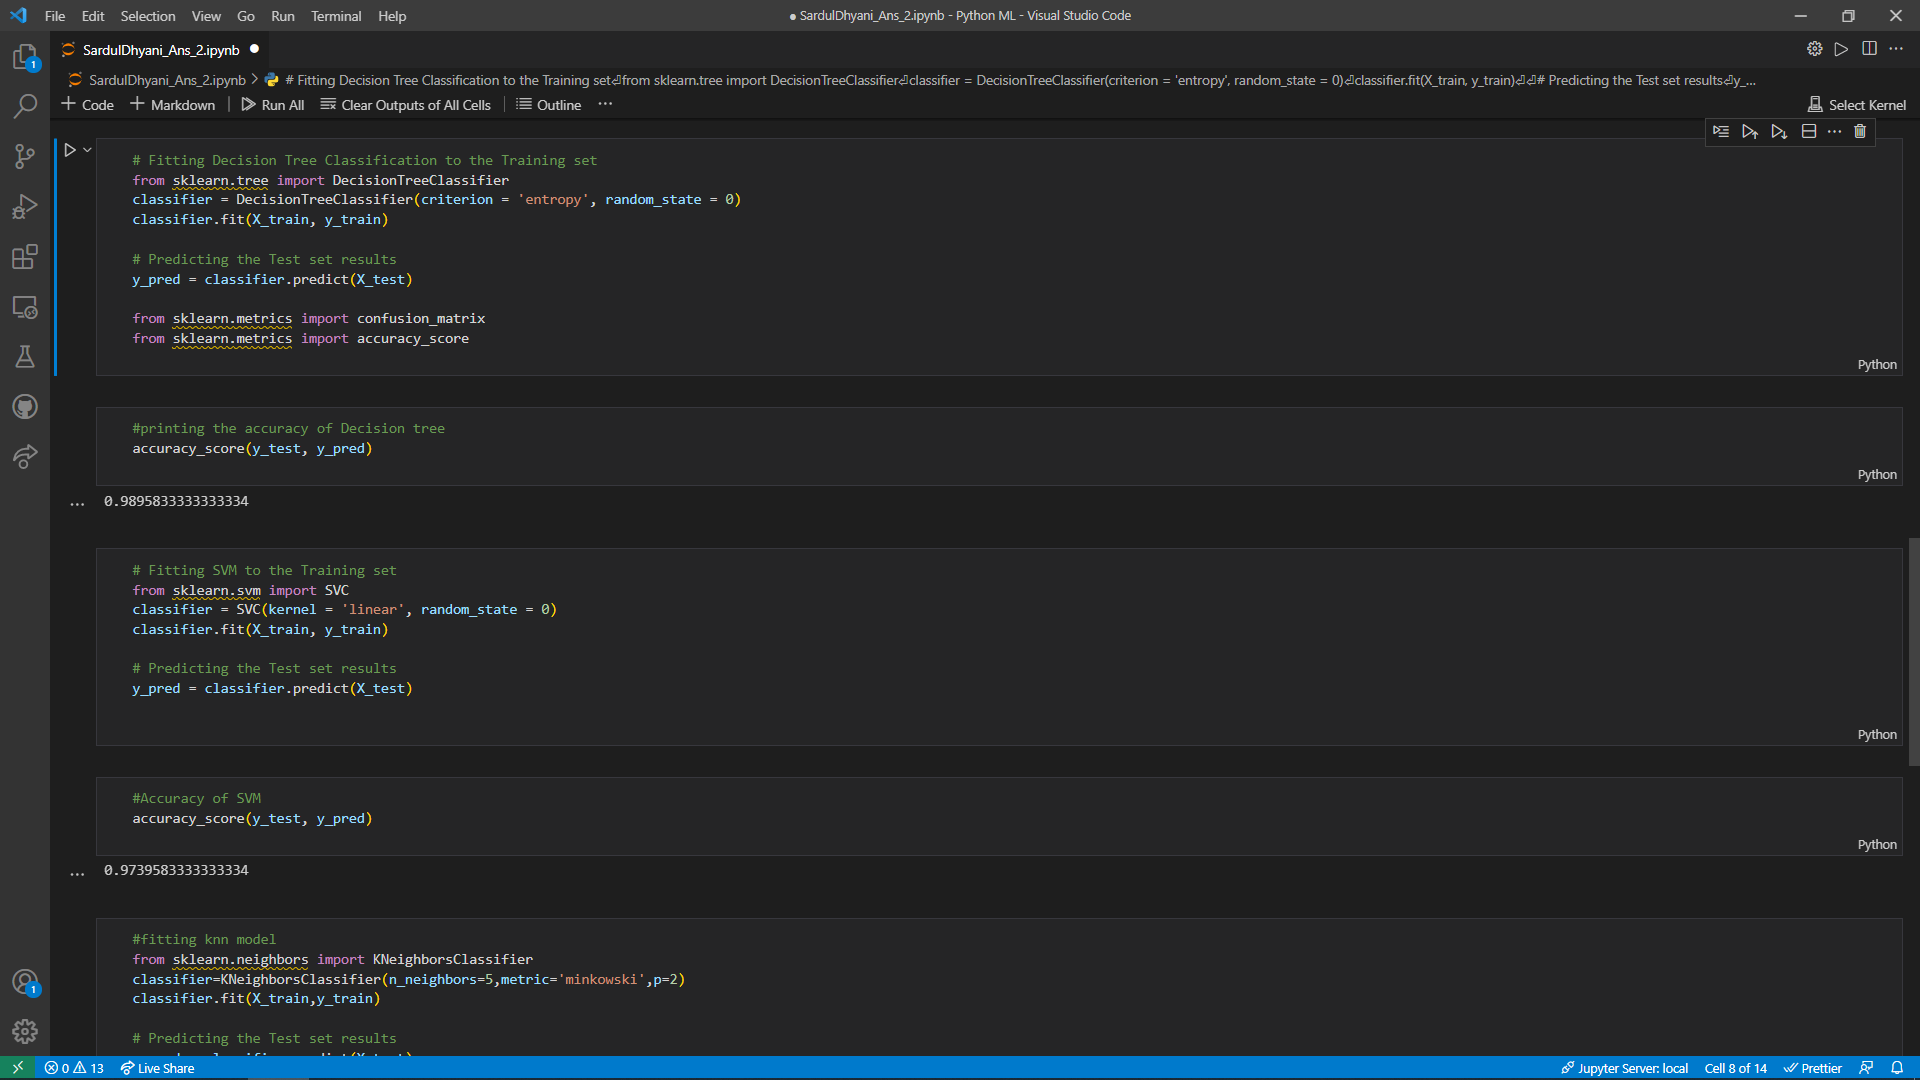 File Edit Selection View Go Run Terminal Help
● SardulDhyani_Ans_2.ipynb - Python ML - Visual Studio Code
SardulDhyani_Ans_2.ipynb ●
SardulDhyani_Ans_2.ipynb > # Fitting Decision Tree Classification to the Training set⏎from sklearn.tree import DecisionTreeClassifier⏎classifier = DecisionTreeClassifier(criterion = 'entropy', random_state = 0)⏎classifier.fit(X_train, y_train)⏎⏎# Predicting the Test set results⏎y_...
+ Code + Markdown | Run All Clear Outputs of All Cells | Outline ...
Select Kernel
# Fitting Decision Tree Classification to the Training set
from sklearn.tree import DecisionTreeClassifier
classifier = DecisionTreeClassifier(criterion = 'entropy', random_state = 0)
classifier.fit(X_train, y_train)
# Predicting the Test set results
y_pred = classifier.predict(X_test)
from sklearn.metrics import confusion_matrix
from sklearn.metrics import accuracy_score
Python
#printing the accuracy of Decision tree
accuracy_score(y_test, y_pred)
Python
... 0.9895833333333334
# Fitting SVM to the Training set
from sklearn.svm import SVC
classifier = SVC(kernel = 'linear', random_state = 0)
classifier.fit(X_train, y_train)
# Predicting the Test set results
y_pred = classifier.predict(X_test)
Python
#Accuracy of SVM
accuracy_score(y_test, y_pred)
Python
... 0.9739583333333334
#fitting knn model
from sklearn.neighbors import KNeighborsClassifier
classifier=KNeighborsClassifier(n_neighbors=5,metric='minkowski',p=2)
classifier.fit(X_train,y_train)
# Predicting the Test set results
1
1
0 13 Live Share
Jupyter Server: local Cell 8 of 14 Prettier